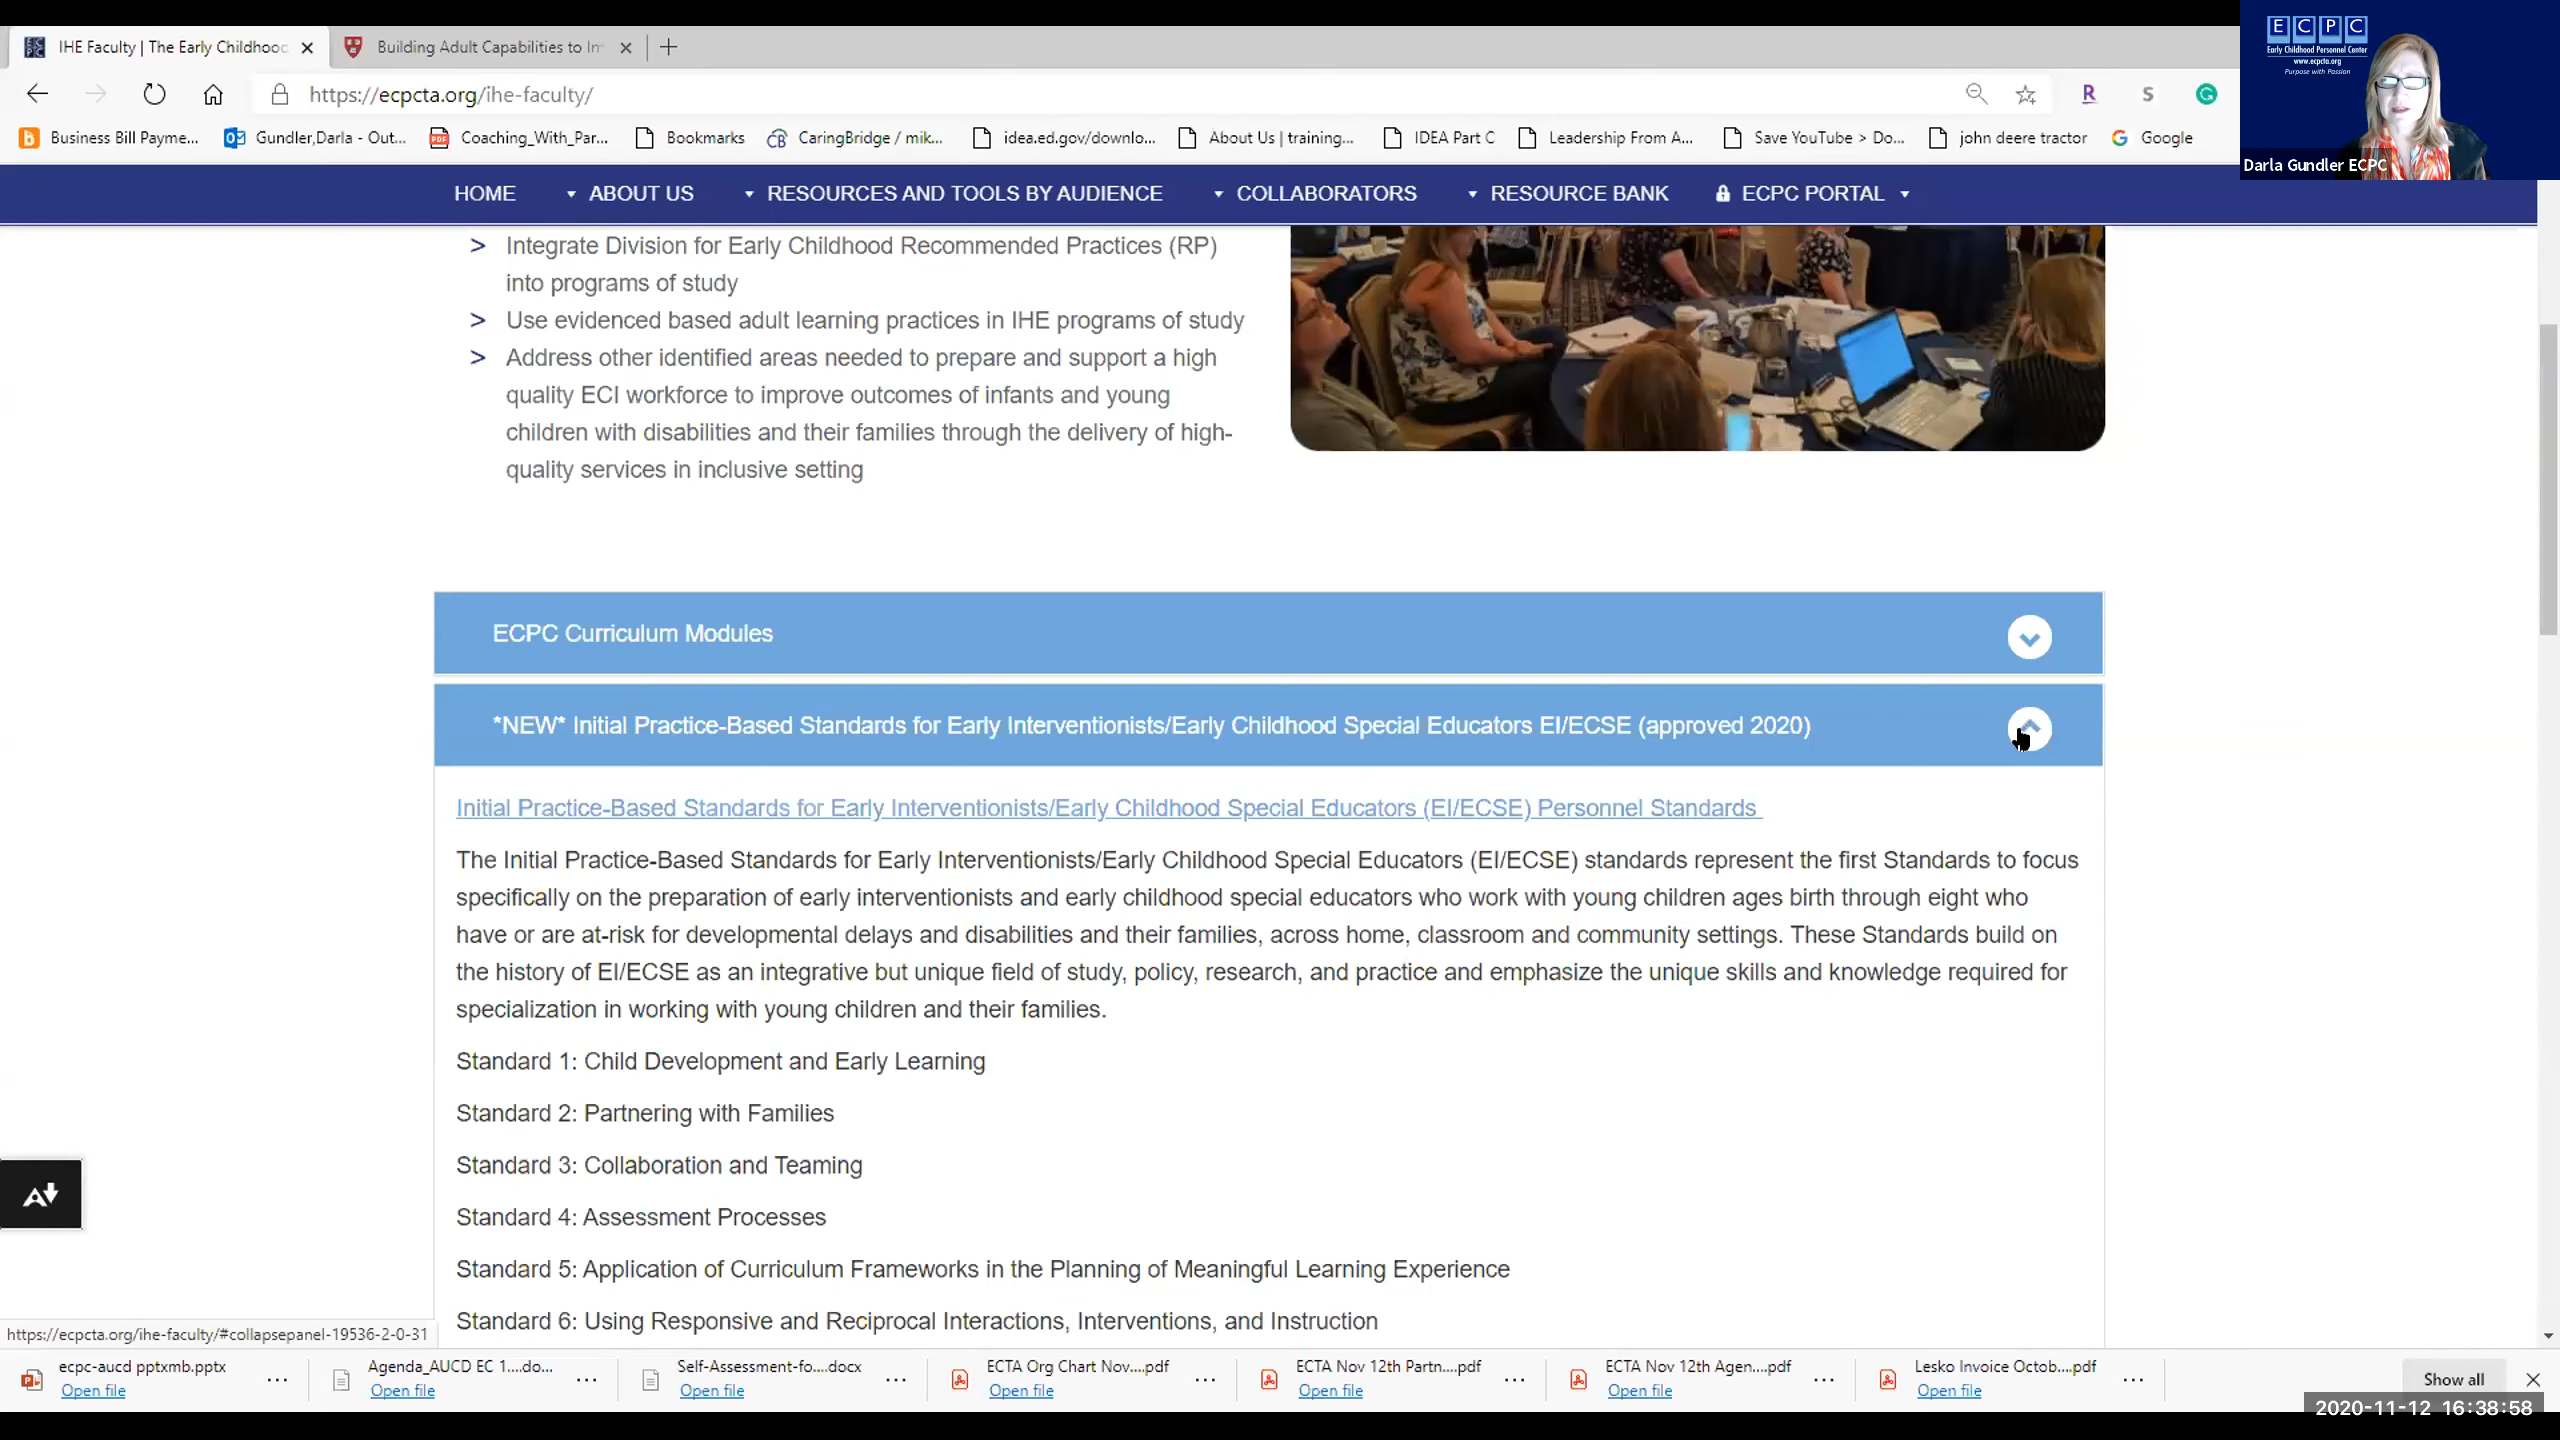 IHE Faculty | The Early Childhood
Building Adult Capabilities to Im
https://ecpcta.org/ihe-faculty/
Business Bill Payme...
Gundler,Darla - Out...
Coaching_With_Par...
Bookmarks
CaringBridge / mik...
idea.ed.gov/downlo...
About Us | training...
IDEA Part C
Leadership From A...
Save YouTube > Do...
john deere tractor
Google
E C P C
Early Childhood Personnel Center
www.ecpcta.org
Purpose with Passion
Darla Gundler ECPC
HOME
ABOUT US
RESOURCES AND TOOLS BY AUDIENCE
COLLABORATORS
RESOURCE BANK
ECPC PORTAL
> Integrate Division for Early Childhood Recommended Practices (RP)
into programs of study
> Use evidenced based adult learning practices in IHE programs of study
> Address other identified areas needed to prepare and support a high
quality ECI workforce to improve outcomes of infants and young
children with disabilities and their families through the delivery of high-
quality services in inclusive setting
ECPC Curriculum Modules
*NEW* Initial Practice-Based Standards for Early Interventionists/Early Childhood Special Educators EI/ECSE (approved 2020)
Initial Practice-Based Standards for Early Interventionists/Early Childhood Special Educators (EI/ECSE) Personnel Standards
The Initial Practice-Based Standards for Early Interventionists/Early Childhood Special Educators (EI/ECSE) standards represent the first Standards to focus
specifically on the preparation of early interventionists and early childhood special educators who work with young children ages birth through eight who
have or are at-risk for developmental delays and disabilities and their families, across home, classroom and community settings. These Standards build on
the history of EI/ECSE as an integrative but unique field of study, policy, research, and practice and emphasize the unique skills and knowledge required for
specialization in working with young children and their families.
Standard 1: Child Development and Early Learning
Standard 2: Partnering with Families
Standard 3: Collaboration and Teaming
Standard 4: Assessment Processes
Standard 5: Application of Curriculum Frameworks in the Planning of Meaningful Learning Experience
Standard 6: Using Responsive and Reciprocal Interactions, Interventions, and Instruction
https://ecpcta.org/ihe-faculty/#collapsepanel-19536-2-0-31
ecpc-aucd pptxmb.pptx
Open file
Agenda_AUCD EC 1....do...
Open file
Self-Assessment-fo....docx
Open file
ECTA Org Chart Nov....pdf
Open file
ECTA Nov 12th Partn....pdf
Open file
ECTA Nov 12th Agen....pdf
Open file
Lesko Invoice Octob....pdf
Open file
Show all
2020-11-12 16:38:58